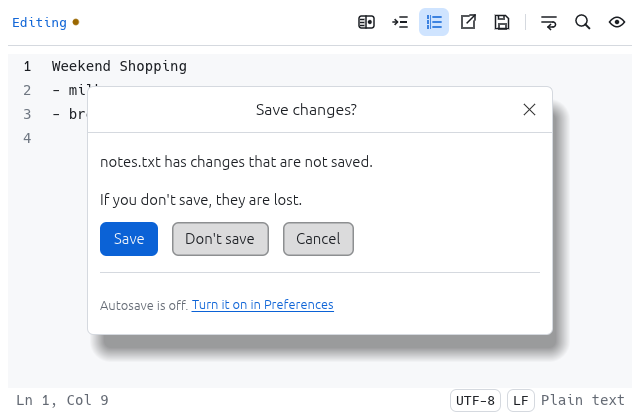 Editing
1 Weekend Shopping
2 -
3 -
4
Save changes?
notes.txt has changes that are not saved.
If you don't save, they are lost.
Save Don't save Cancel
Autosave is off. Turn it on in Preferences
Ln 1, Col 9 UTF-8 LF Plain text